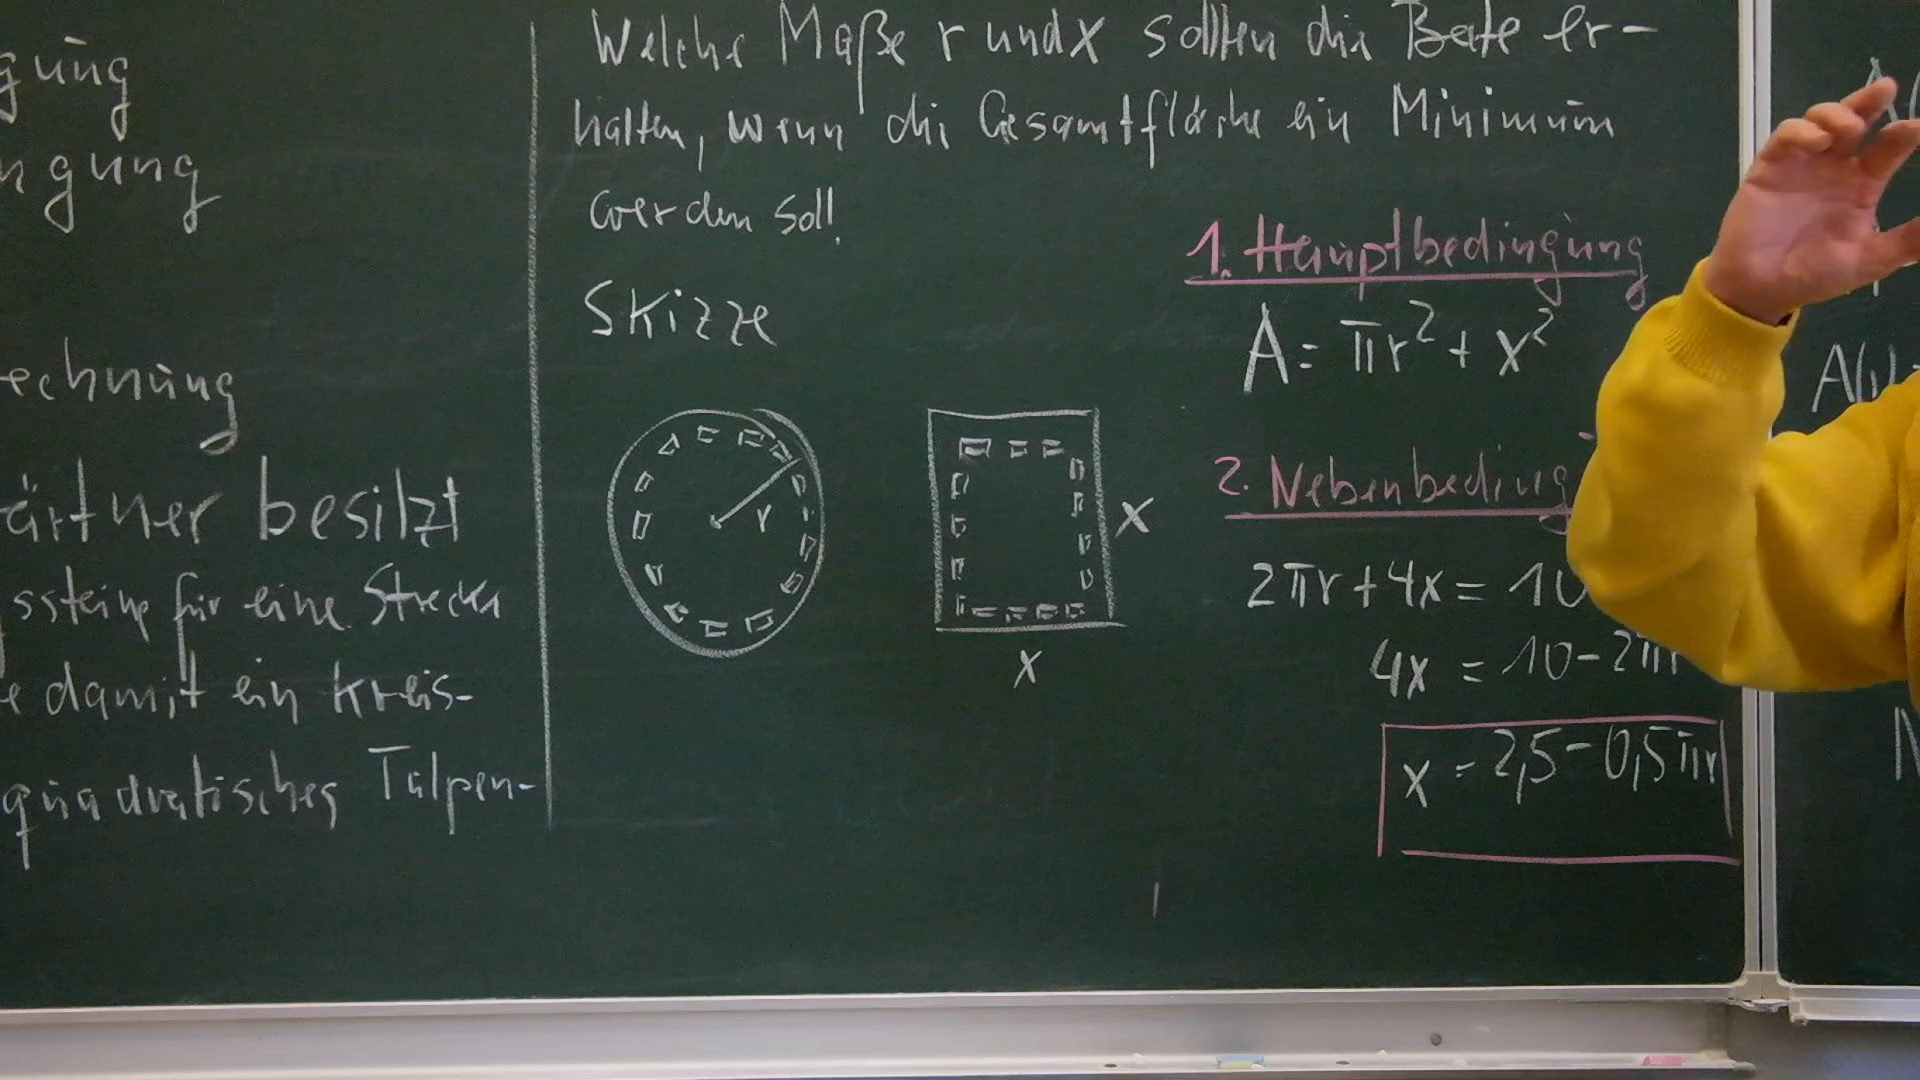 gung
ngung
echnung
ärtner besitzt
ssteine für eine Strecke
e damit ein kreis-
quadratisches Tulpen-
Welche Maße r und x sollten die Beete er-
halten, wenn die Gesamtfläche ein Minimum
werden soll.
Skizze
r
x
x
1. Hauptbedingung
A = πr² + x²
2. Nebenbeding
2πr + 4x = 10
4x = 10 - 2πr
x = 2,5 - 0,5πr
A(
A(
N